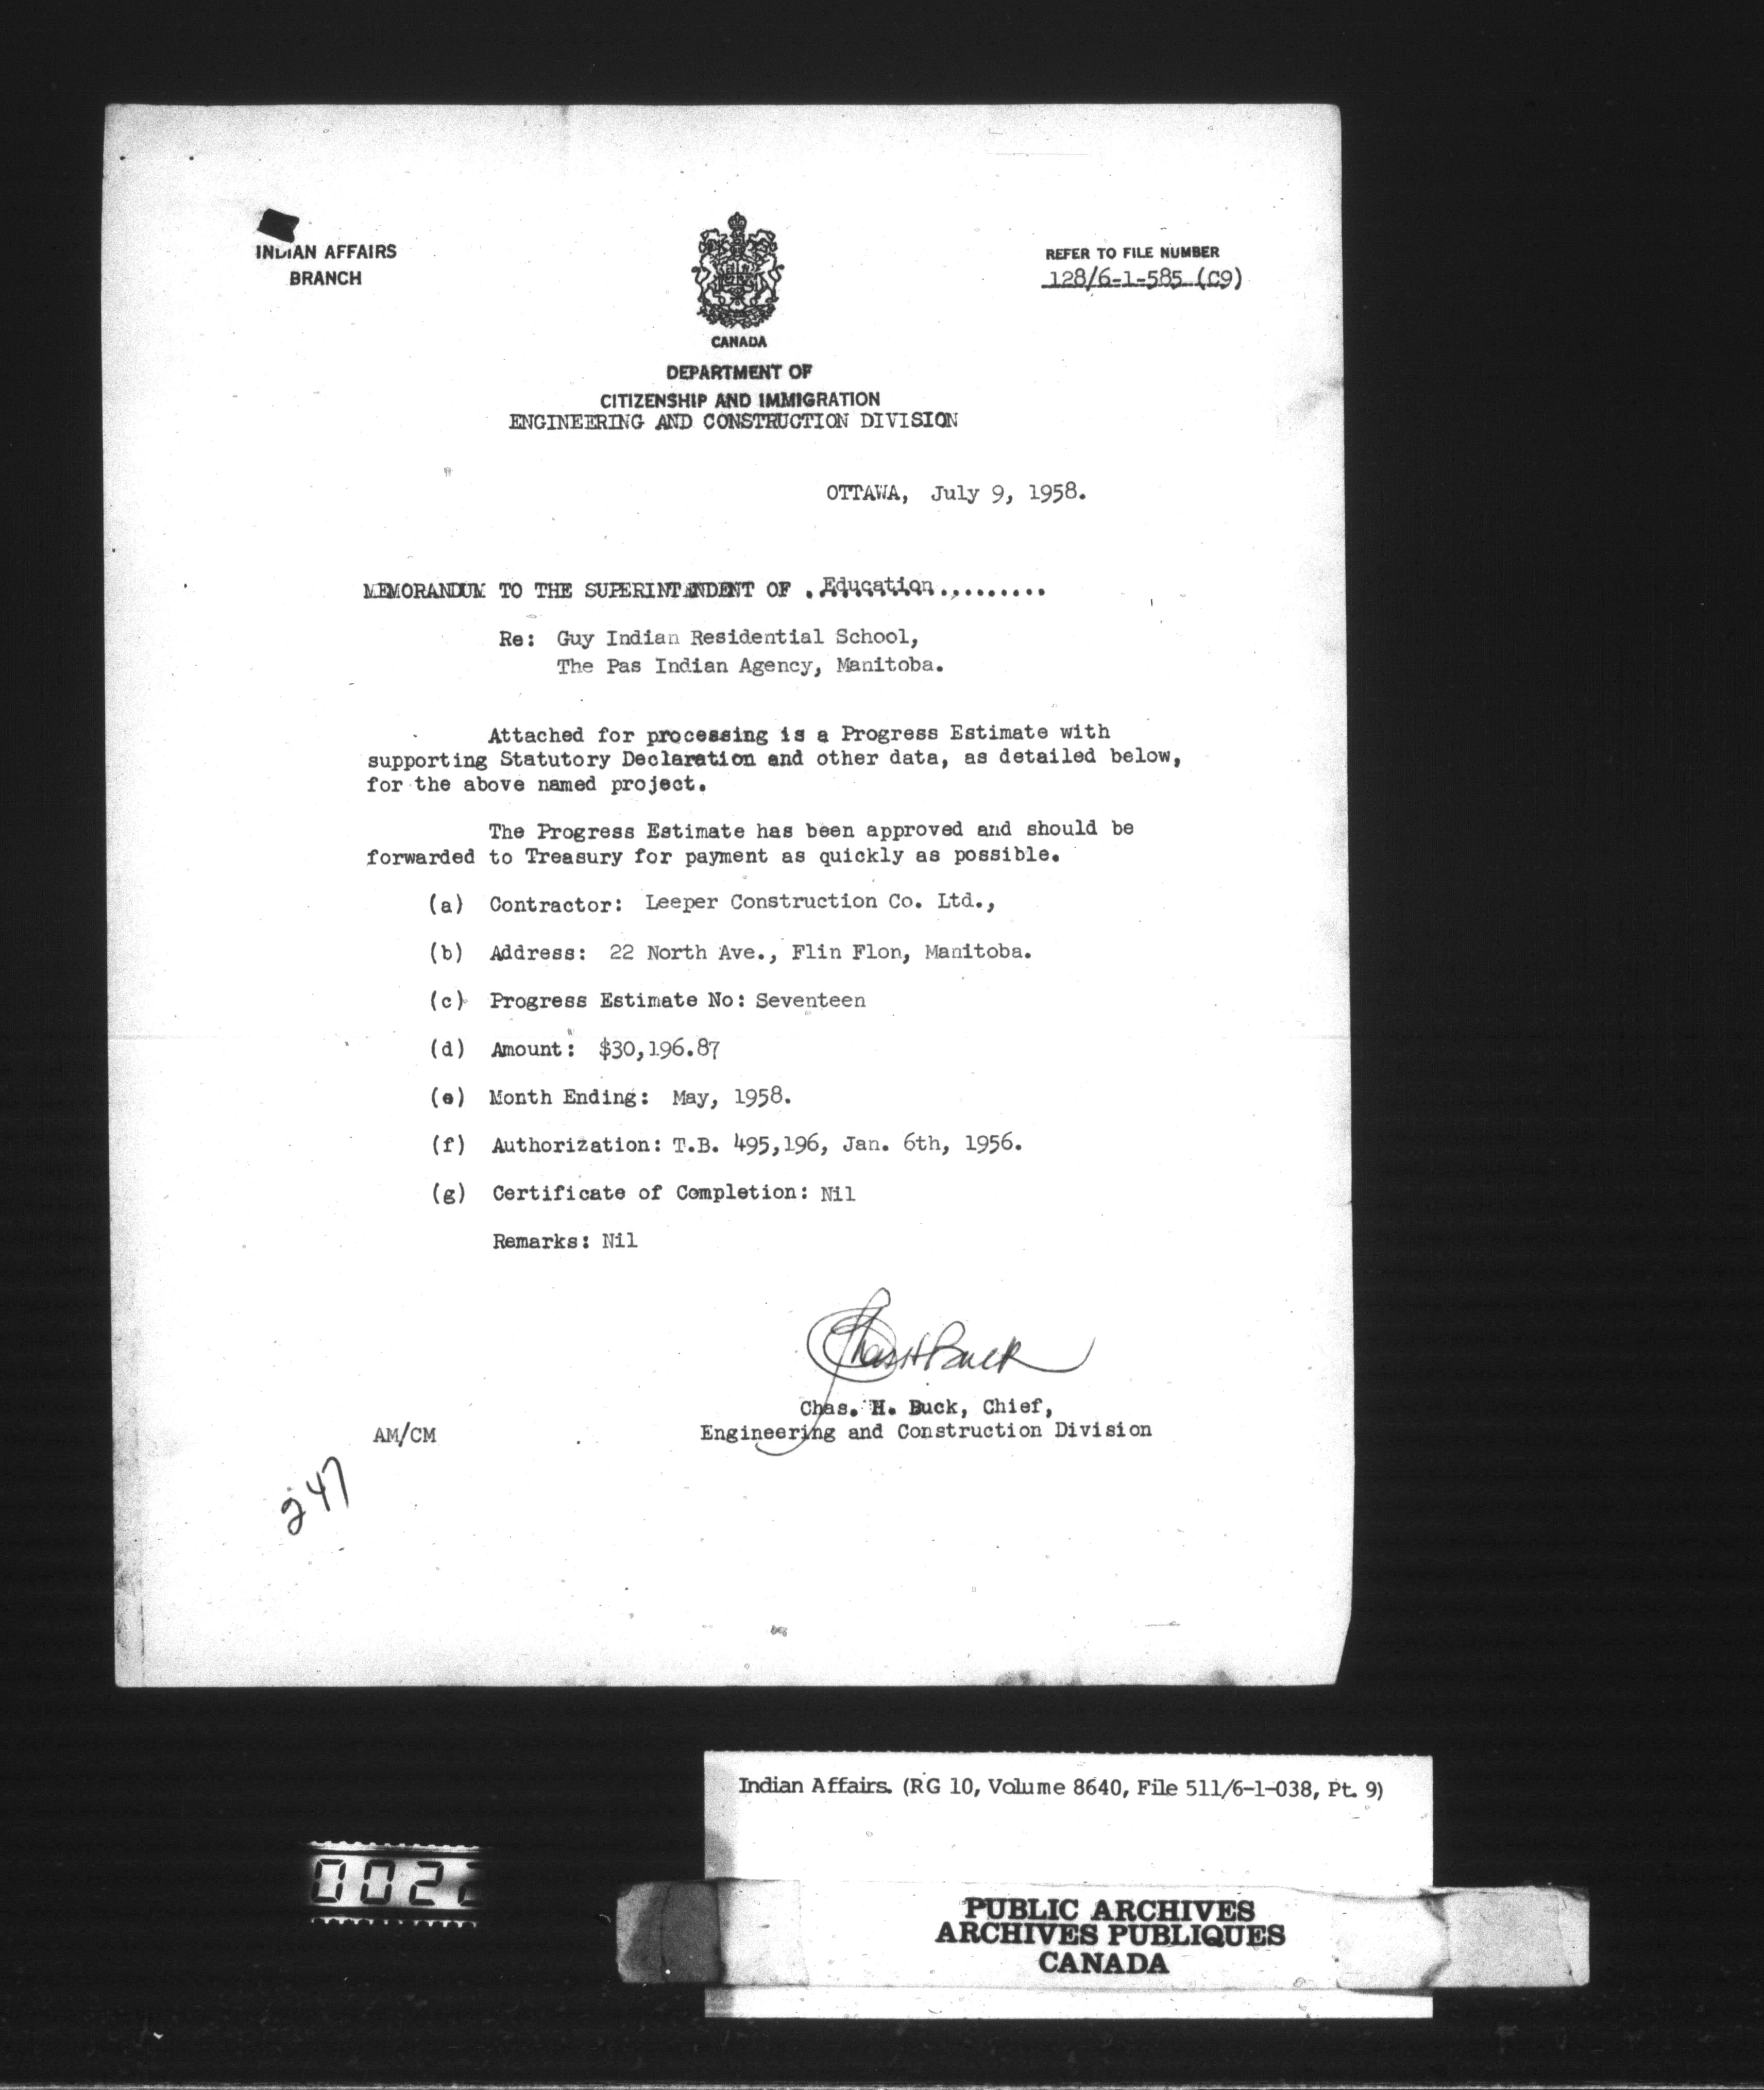 INDIAN AFFAIRS
BRANCH
REFER TO FILE NUMBER
128/6-1-585 (C9)
CANADA
DEPARTMENT OF
CITIZENSHIP AND IMMIGRATION
ENGINEERING AND CONSTRUCTION DIVISION
OTTAWA, July 9, 1958.
MEMORANDUM TO THE SUPERINTENDENT OF .Education..........
Re: Guy Indian Residential School,
The Pas Indian Agency, Manitoba.
Attached for processing is a Progress Estimate with
supporting Statutory Declaration and other data, as detailed below,
for the above named project.
The Progress Estimate has been approved and should be
forwarded to Treasury for payment as quickly as possible.
(a) Contractor: Leeper Construction Co. Ltd.,
(b) Address: 22 North Ave., Flin Flon, Manitoba.
(c) Progress Estimate No: Seventeen
(d) Amount: $30,196.87
(e) Month Ending: May, 1958.
(f) Authorization: T.B. 495,196, Jan. 6th, 1956.
(g) Certificate of Completion: Nil
Remarks: Nil
Chas H Buck
Chas. H. Buck, Chief,
Engineering and Construction Division
AM/CM
247
Indian Affairs. (RG 10, Volume 8640, File 511/6-1-038, Pt. 9)
002
PUBLIC ARCHIVES
ARCHIVES PUBLIQUES
CANADA